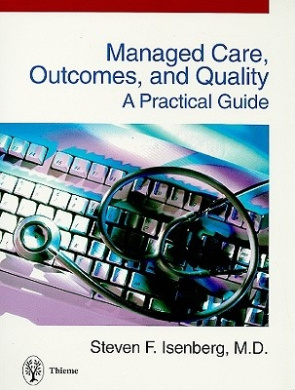 Managed Care,
Outcomes, and Quality
A Practical Guide
Steven F. Isenberg, M.D.
Thieme